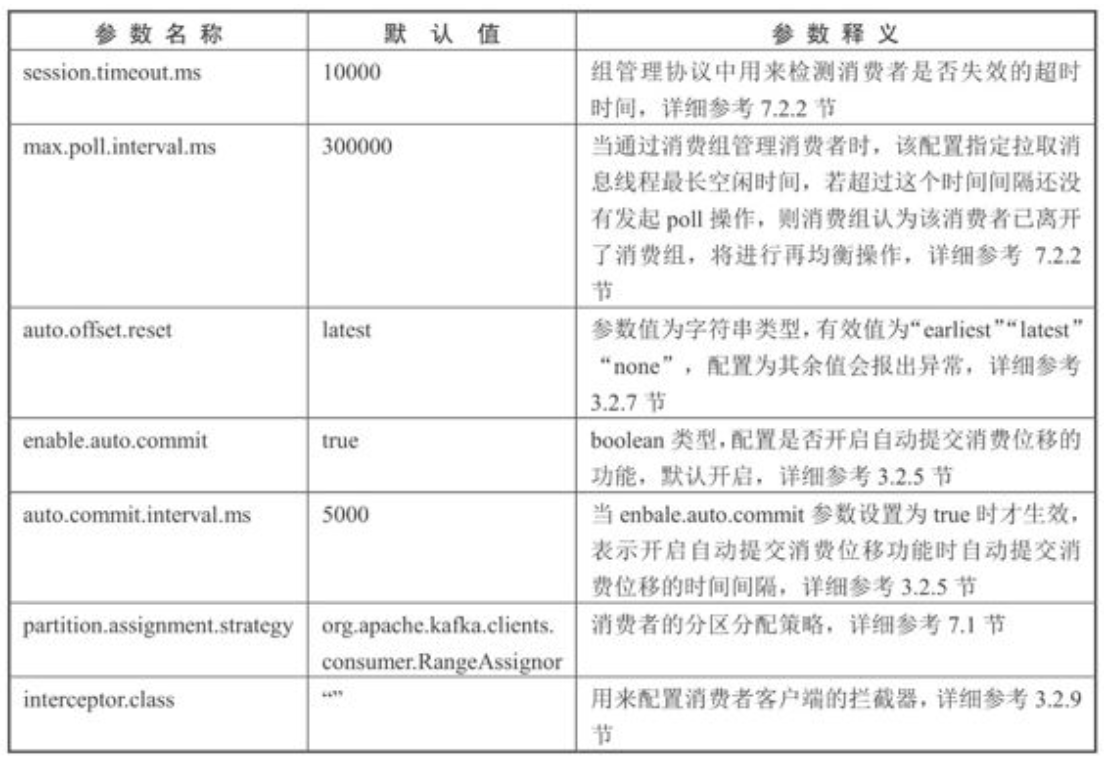 参 数 名 称 默 认 值 参 数 释 义
session.timeout.ms 10000 组管理协议中用来检测消费者是否失效的超时
时间，详细参考 7.2.2 节
max.poll.interval.ms 300000 当通过消费组管理消费者时，该配置指定拉取消
息线程最长空闲时间，若超过这个时间间隔还没
有发起 poll 操作，则消费组认为该消费者已离开
了消费组，将进行再均衡操作，详细参考 7.2.2
节
auto.offset.reset latest 参数值为字符串类型，有效值为“earliest”“latest”
“none”，配置为其余值会报出异常，详细参考
3.2.7 节
enable.auto.commit true boolean 类型，配置是否开启自动提交消费位移的
功能，默认开启，详细参考 3.2.5 节
auto.commit.interval.ms 5000 当 enbale.auto.commit 参数设置为 true 时才生效，
表示开启自动提交消费位移功能时自动提交消
费位移的时间间隔，详细参考 3.2.5 节
partition.assignment.strategy org.apache.kafka.clients. 消费者的分区分配策略，详细参考 7.1 节
consumer.RangeAssignor
interceptor.class “” 用来配置消费者客户端的拦截器，详细参考 3.2.9
节